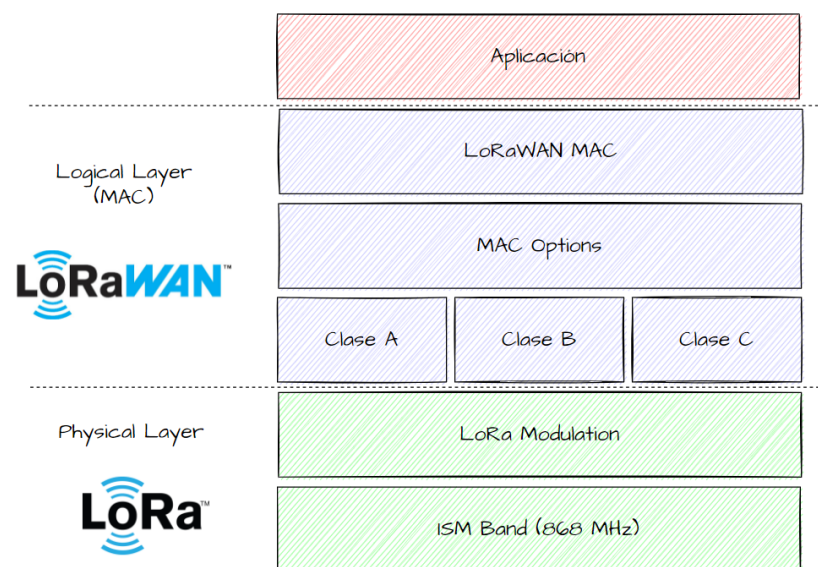 Aplicación
LoRaWAN MAC
Logical Layer
(MAC)
MAC Options
LoRaWAN™
Clase A
Clase B
Clase C
Physical Layer
LoRa Modulation
LoRa™
ISM Band (868 MHz)